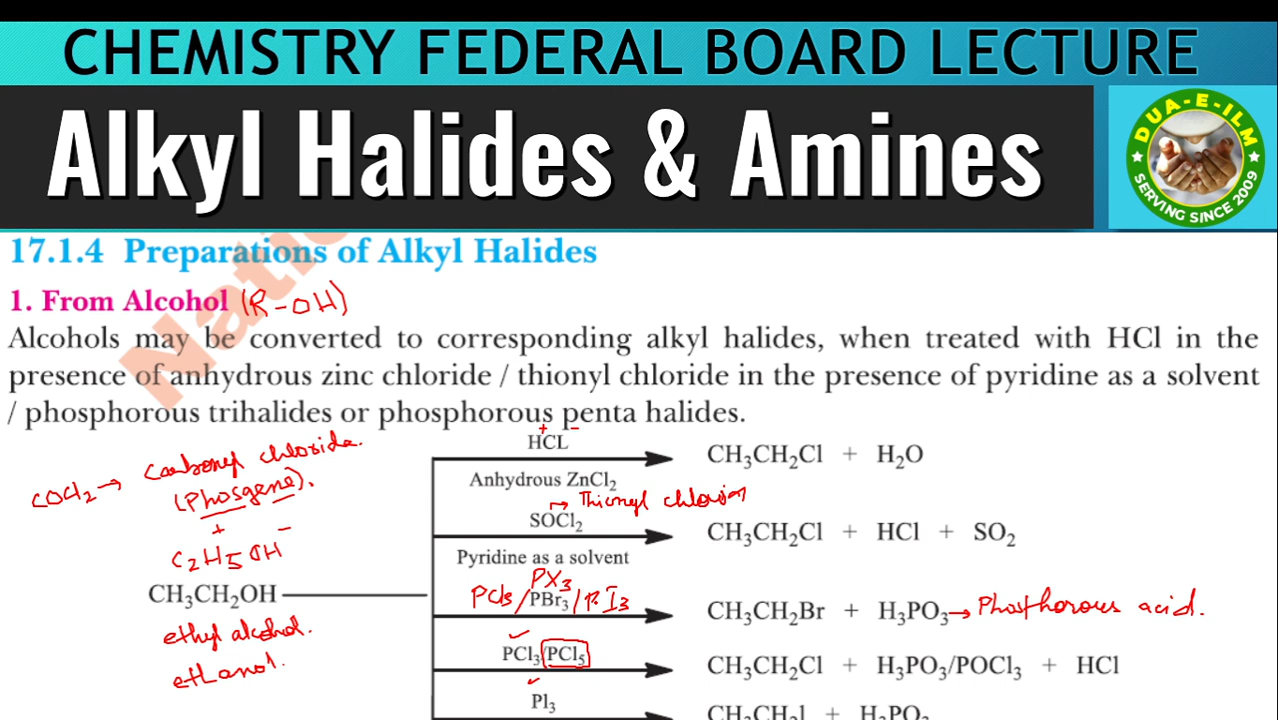 CHEMISTRY FEDERAL BOARD LECTURE
Alkyl Halides & Amines
DUA-E-ILM
SERVING SINCE 2009
17.1.4 Preparations of Alkyl Halides
1. From Alcohol (R-OH)
Alcohols may be converted to corresponding alkyl halides, when treated with HCl in the
presence of anhydrous zinc chloride / thionyl chloride in the presence of pyridine as a solvent
/ phosphorous trihalides or phosphorous penta halides.
+ -
HCL
CH₃CH₂Cl + H₂O
Anhydrous ZnCl₂
COCl₂ → Carbonyl chloride.
(Phosgene).
→ Thionyl chloride
SOCl₂
CH₃CH₂Cl + HCl + SO₂
Pyridine as a solvent
+ -
C₂H₅OH
PX₃
PCl₃/PBr₃/PI₃
CH₃CH₂OH
CH₃CH₂Br + H₃PO₃ → Phosphorous acid.
ethyl alcohol.
ethanol.
PCl₃/PCl₅
CH₃CH₂Cl + H₃PO₃/POCl₃ + HCl
PI₃
CH₃CH₂I + H₃PO₃